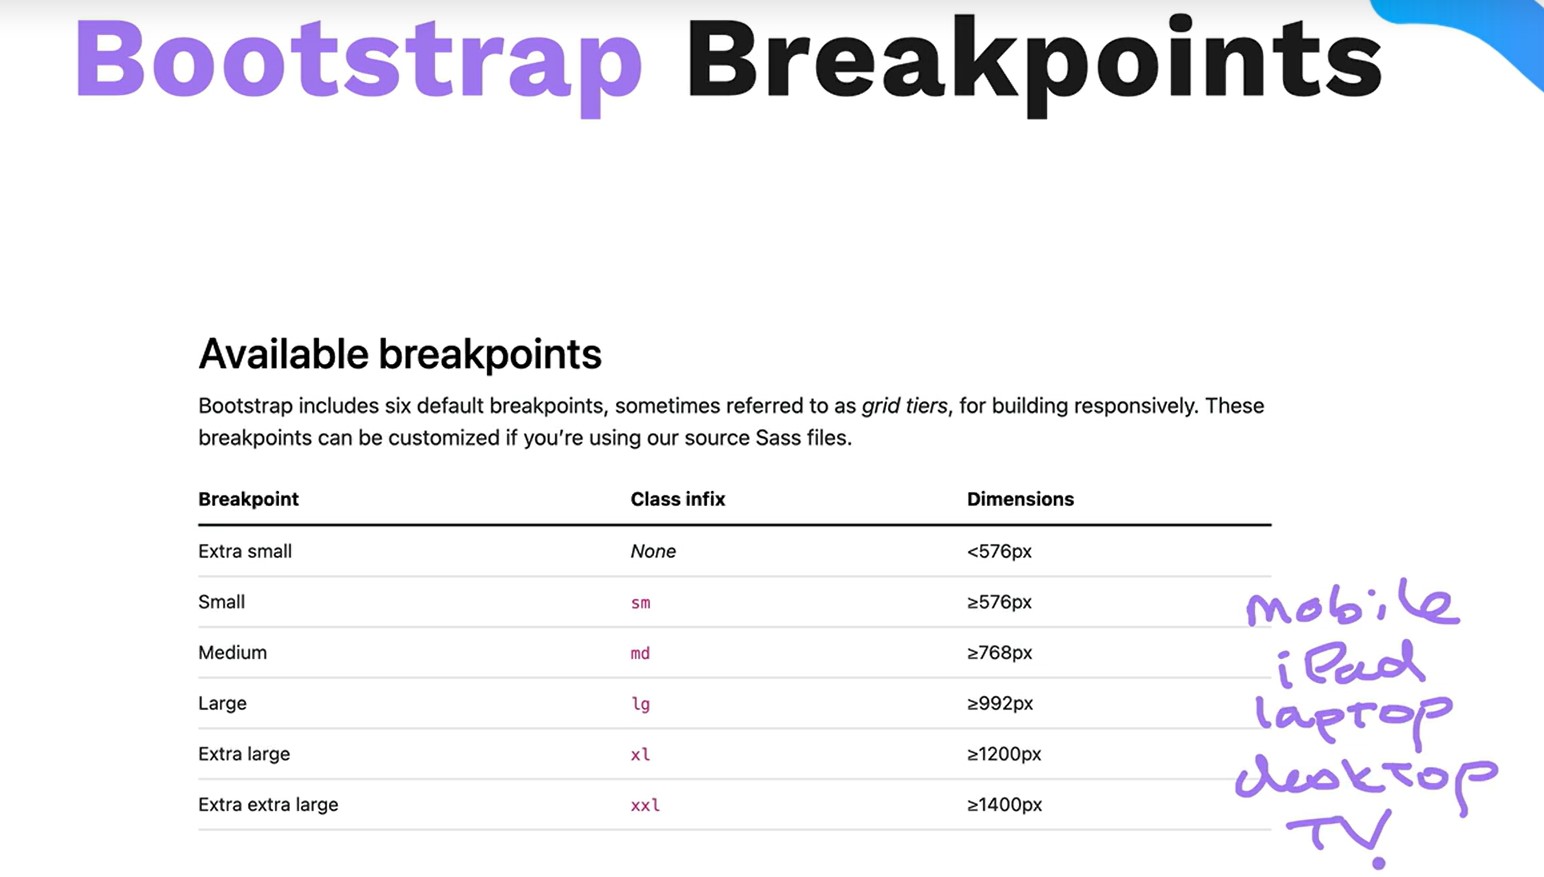 Bootstrap Breakpoints
Available breakpoints
Bootstrap includes six default breakpoints, sometimes referred to as grid tiers, for building responsively. These
breakpoints can be customized if you're using our source Sass files.
Breakpoint Class infix Dimensions
Extra small None <576px
Small sm ≥576px mobile
Medium md ≥768px iPad
Large lg ≥992px laptop
Extra large xl ≥1200px desktop
Extra extra large xxl ≥1400px TV.